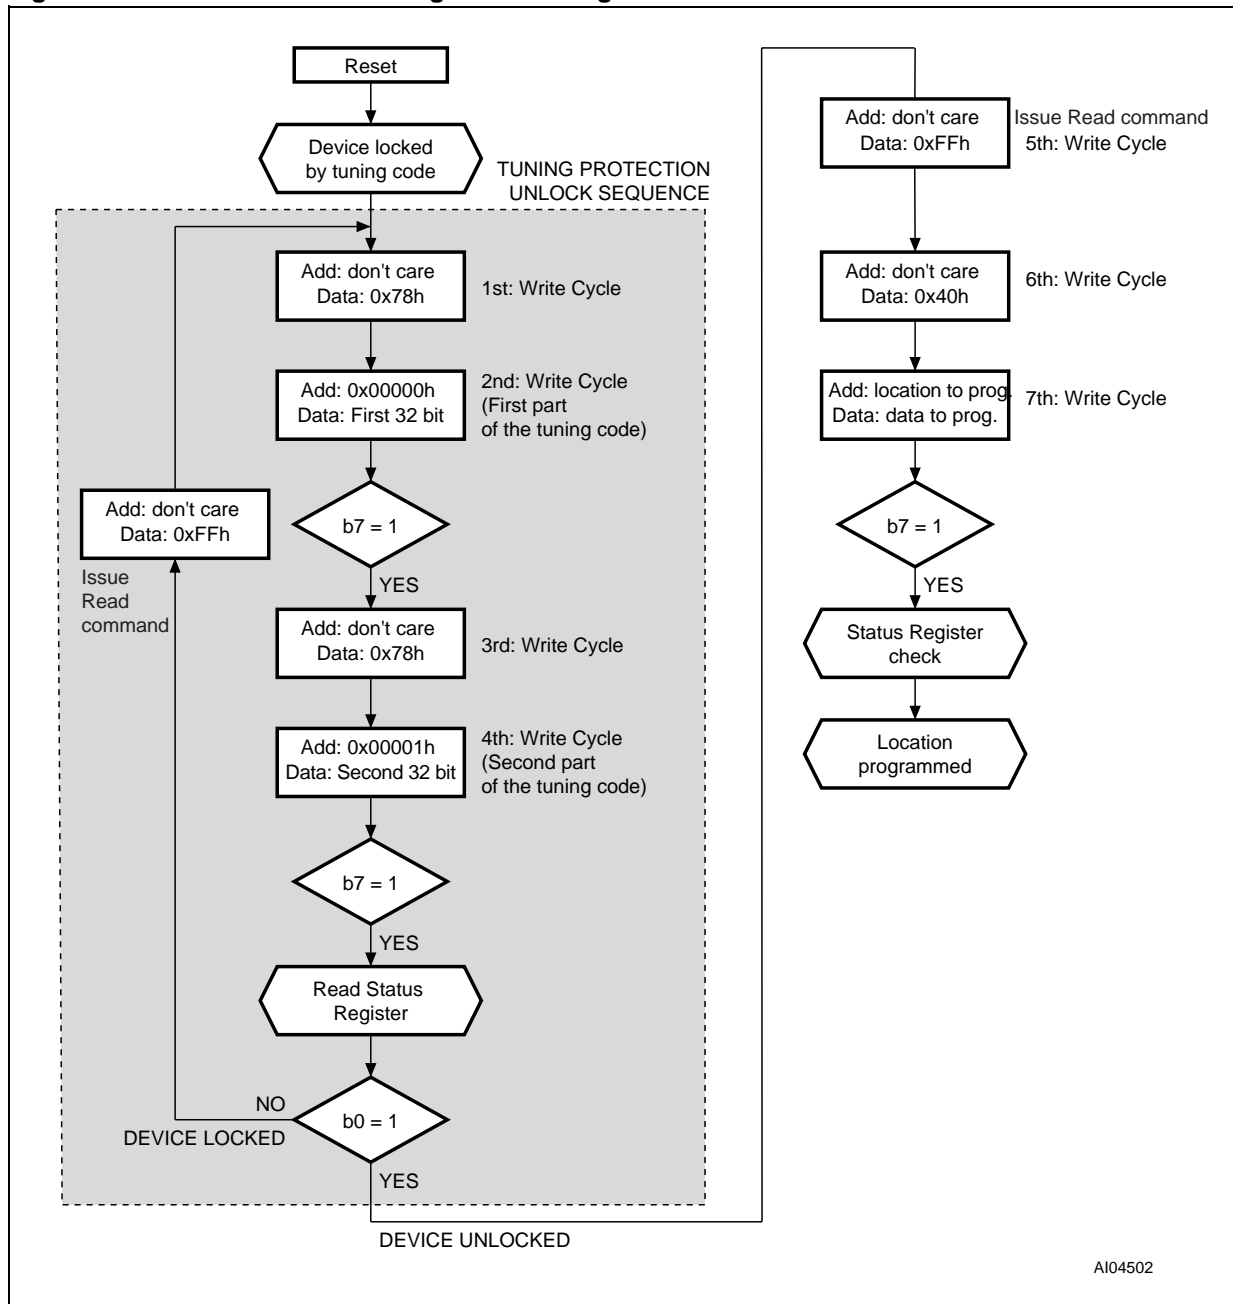 Reset
Device locked
by tuning code
TUNING PROTECTION
UNLOCK SEQUENCE
Add: don't care
Data: 0x78h
1st: Write Cycle
Add: 0x00000h
Data: First 32 bit
2nd: Write Cycle
(First part
of the tuning code)
b7 = 1
YES
Add: don't care
Data: 0xFFh
Issue
Read
command
Add: don't care
Data: 0x78h
3rd: Write Cycle
Add: 0x00001h
Data: Second 32 bit
4th: Write Cycle
(Second part
of the tuning code)
b7 = 1
YES
Read Status
Register
b0 = 1
NO
DEVICE LOCKED
YES
DEVICE UNLOCKED
Add: don't care
Data: 0xFFh
Issue Read command
5th: Write Cycle
Add: don't care
Data: 0x40h
6th: Write Cycle
Add: location to prog.
Data: data to prog.
7th: Write Cycle
b7 = 1
YES
Status Register
check
Location
programmed
AI04502